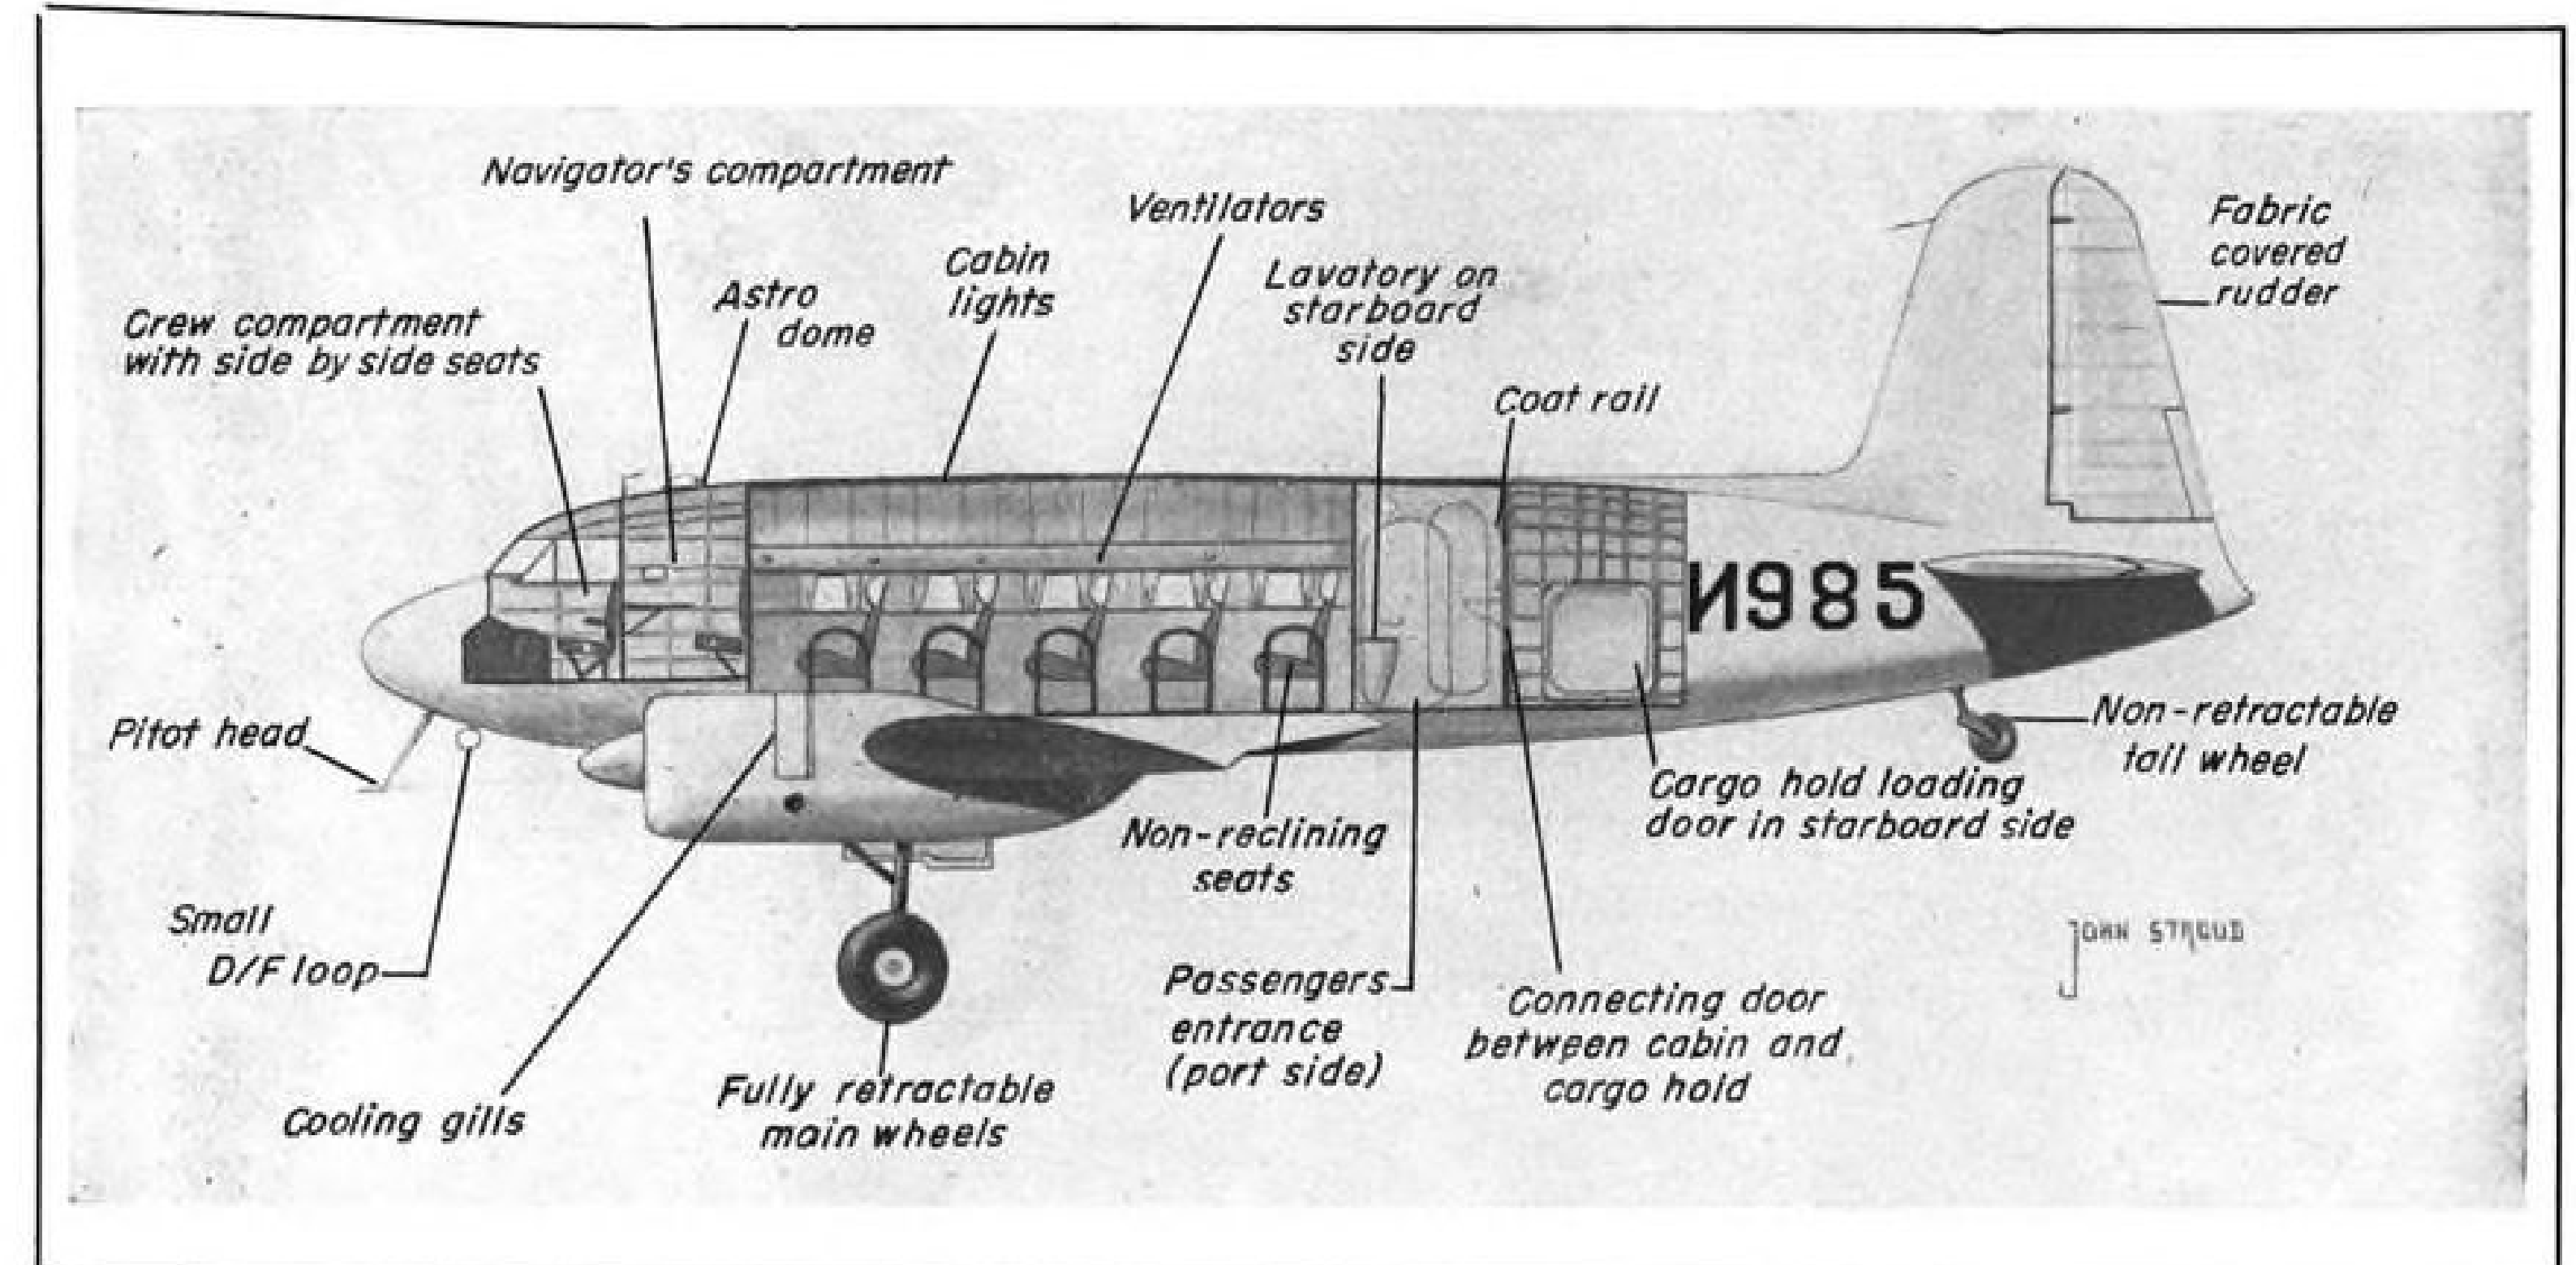 Navigator's compartment
Ventilators
Fabric
covered
rudder
Cabin
lights
Lavatory on
starboard
side
Astro
dome
Crew compartment
with side by side seats
Coat rail
И985
Pitot head
Non-retractable
tail wheel
Cargo hold loading
door in starboard side
Non-reclining
seats
Small
D/F loop
JOHN STROUD
Passengers
entrance
(port side)
Connecting door
between cabin and
cargo hold
Cooling gills
Fully retractable
main wheels